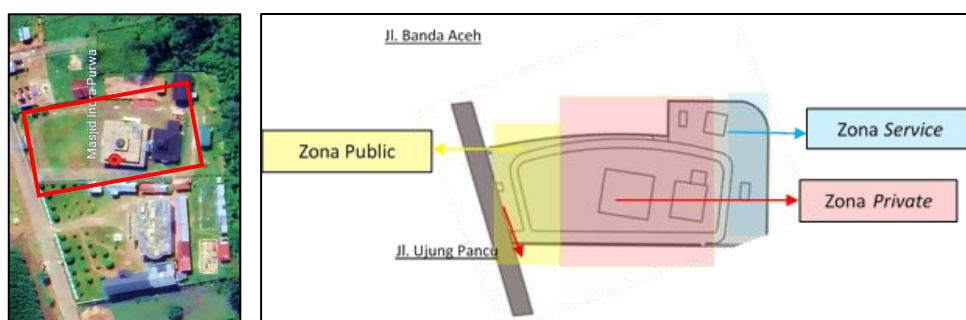 Masjid Indra Purwa
Jl. Banda Aceh
Zona Public
Zona Service
Zona Private
Jl. Ujung Pancu